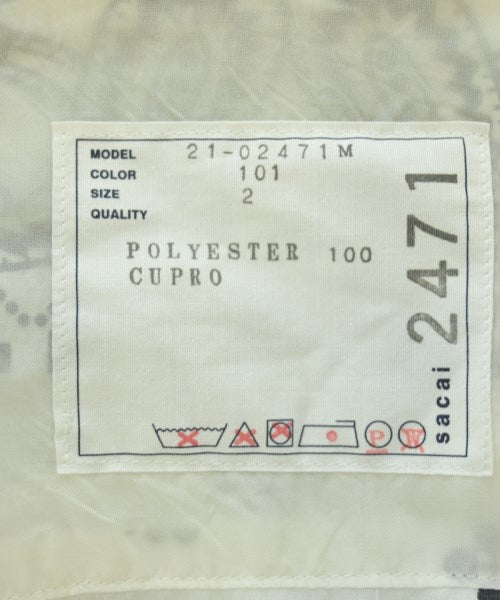 MODEL 21-02471M
COLOR 101
SIZE 2
QUALITY
POLYESTER 100
CUPRO
P W
sacai 2471